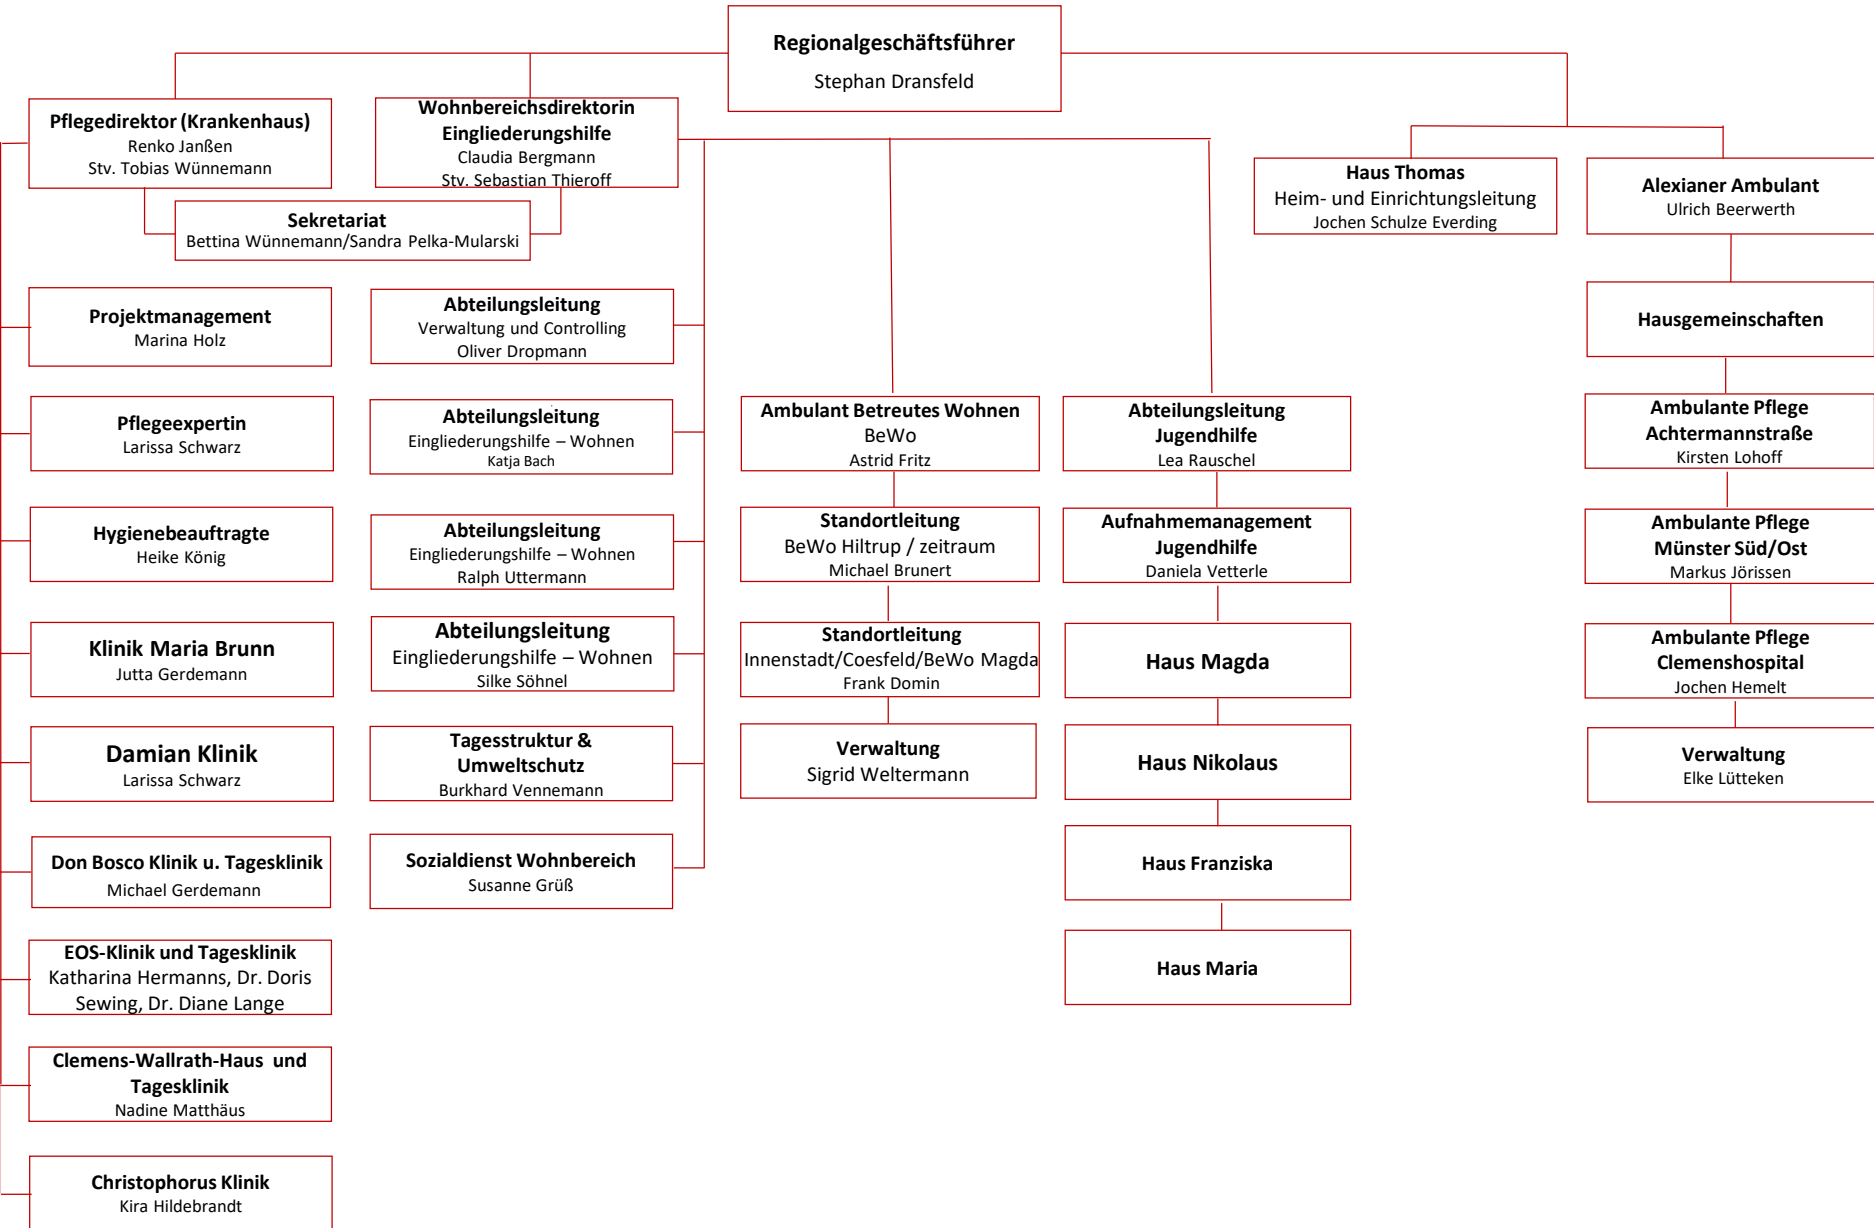 Regionalgeschäftsführer
Stephan Dransfeld
Pflegedirektor (Krankenhaus)
Renko Janßen
Stv. Tobias Wünnemann
Wohnbereichsdirektorin
Eingliederungshilfe
Claudia Bergmann
Stv. Sebastian Thieroff
Sekretariat
Bettina Wünnemann/Sandra Pelka-Mularski
Haus Thomas
Heim- und Einrichtungsleitung
Jochen Schulze Everding
Alexianer Ambulant
Ulrich Beerwerth
Projektmanagement
Marina Holz
Pflegeexpertin
Larissa Schwarz
Hygienebeauftragte
Heike König
Klinik Maria Brunn
Jutta Gerdemann
Damian Klinik
Larissa Schwarz
Don Bosco Klinik u. Tagesklinik
Michael Gerdemann
EOS-Klinik und Tagesklinik
Katharina Hermanns, Dr. Doris
Sewing, Dr. Diane Lange
Clemens-Wallrath-Haus und
Tagesklinik
Nadine Matthäus
Christophorus Klinik
Kira Hildebrandt
Abteilungsleitung
Verwaltung und Controlling
Oliver Dropmann
Abteilungsleitung
Eingliederungshilfe – Wohnen
Katja Bach
Abteilungsleitung
Eingliederungshilfe – Wohnen
Ralph Uttermann
Abteilungsleitung
Eingliederungshilfe – Wohnen
Silke Söhnel
Tagesstruktur &
Umweltschutz
Burkhard Vennemann
Sozialdienst Wohnbereich
Susanne Grüß
Ambulant Betreutes Wohnen
BeWo
Astrid Fritz
Standortleitung
BeWo Hiltrup / zeitraum
Michael Brunert
Standortleitung
Innenstadt/Coesfeld/BeWo Magda
Frank Domin
Verwaltung
Sigrid Weltermann
Abteilungsleitung
Jugendhilfe
Lea Rauschel
Aufnahmemanagement
Jugendhilfe
Daniela Vetterle
Haus Magda
Haus Nikolaus
Haus Franziska
Haus Maria
Hausgemeinschaften
Ambulante Pflege
Achtermannstraße
Kirsten Lohoff
Ambulante Pflege
Münster Süd/Ost
Markus Jörissen
Ambulante Pflege
Clemenshospital
Jochen Hemelt
Verwaltung
Elke Lütteken